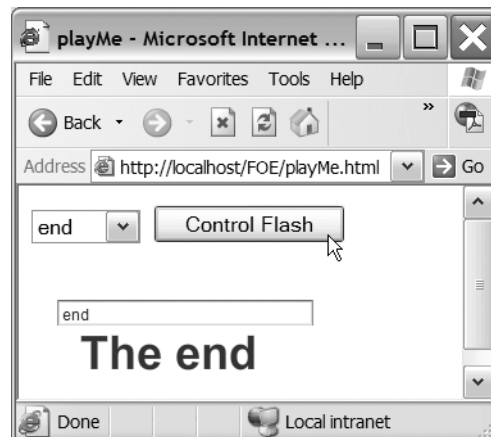 playMe - Microsoft Internet ...
File Edit View Favorites Tools Help
Back »
Address http://localhost/FOE/playMe.html Go
end Control Flash
end
The end
Done Local intranet